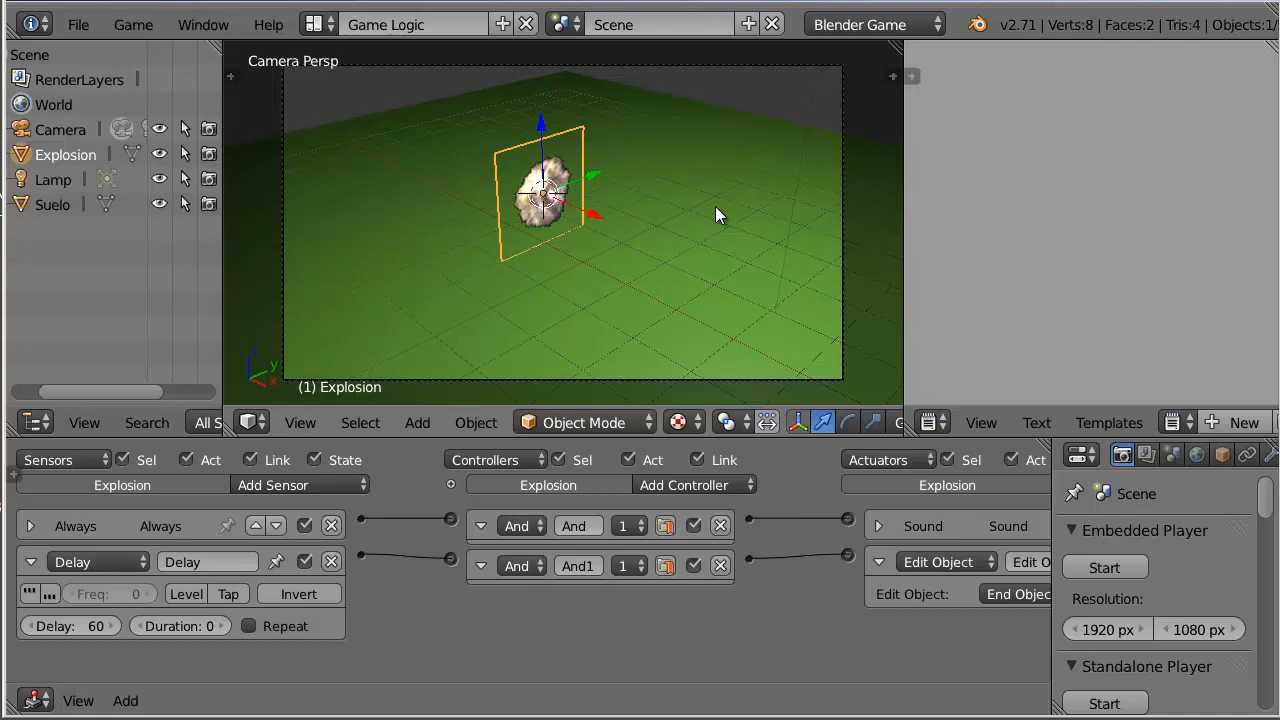 File Game Window Help Game Logic Scene Blender Game v2.71 | Verts:8 | Faces:2 | Tris:4 | Objects:1/
Scene
RenderLayers
World
Camera
Explosion
Lamp
Suelo
Camera Persp
z
y
x
(1) Explosion
View Search All S
View Select Add Object Object Mode G
View Text Templates New
Sensors Sel Act Link State
Explosion Add Sensor
Always Always
Delay Delay
Freq: 0 Level Tap Invert
Delay: 60 Duration: 0 Repeat
Controllers Sel Act Link
Explosion Add Controller
And And 1
And And1 1
Actuators Sel Act
Explosion
Sound Sound
Edit Object Edit O
Edit Object: End Objec
Scene
Embedded Player
Start
Resolution:
1920 px 1080 px
Standalone Player
Start
View Add